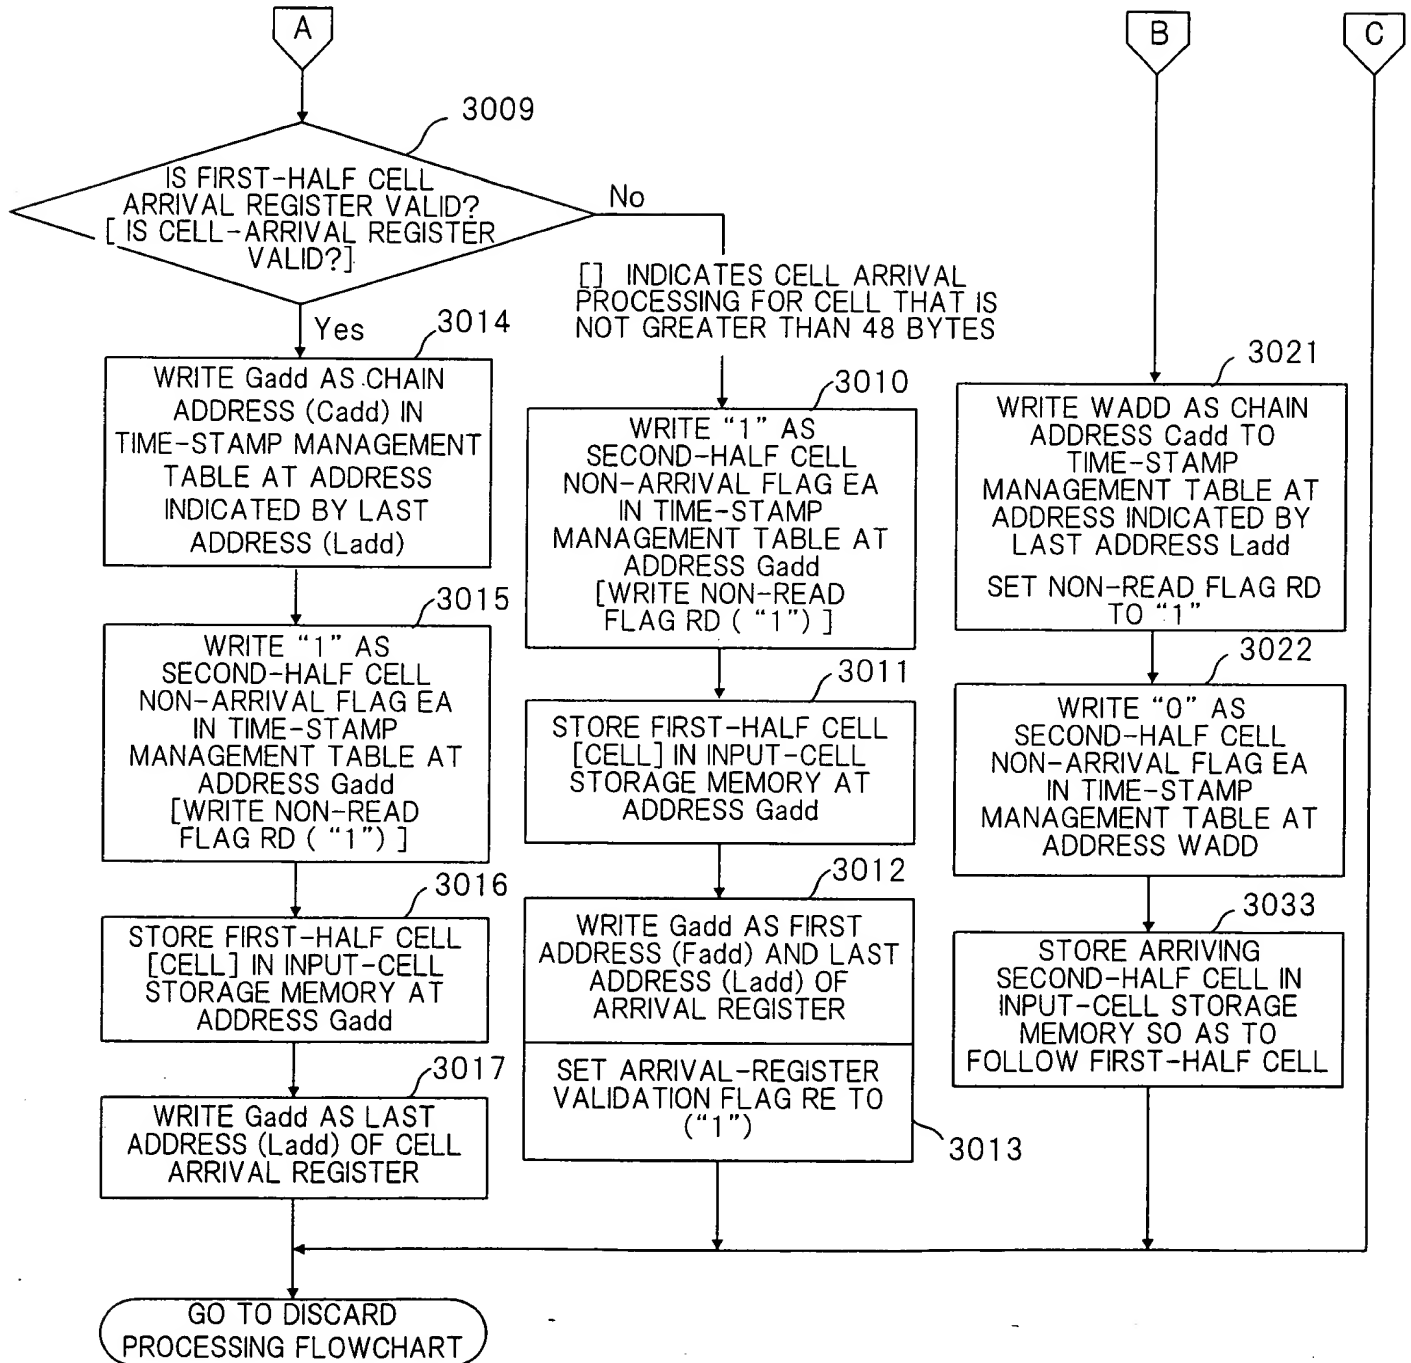 A
B
C
3009
IS FIRST-HALF CELL
ARRIVAL REGISTER VALID?
[ IS CELL-ARRIVAL REGISTER
VALID?]
No
[] INDICATES CELL ARRIVAL
PROCESSING FOR CELL THAT IS
NOT GREATER THAN 48 BYTES
Yes
3014
WRITE Gadd AS CHAIN
ADDRESS (Cadd) IN
TIME-STAMP MANAGEMENT
TABLE AT ADDRESS
INDICATED BY LAST
ADDRESS (Ladd)
3015
WRITE “1” AS
SECOND-HALF CELL
NON-ARRIVAL FLAG EA
IN TIME-STAMP
MANAGEMENT TABLE AT
ADDRESS Gadd
[WRITE NON-READ
FLAG RD ( “1”) ]
3016
STORE FIRST-HALF CELL
[CELL] IN INPUT-CELL
STORAGE MEMORY AT
ADDRESS Gadd
3017
WRITE Gadd AS LAST
ADDRESS (Ladd) OF CELL
ARRIVAL REGISTER
3010
WRITE “1” AS
SECOND-HALF CELL
NON-ARRIVAL FLAG EA
IN TIME-STAMP
MANAGEMENT TABLE AT
ADDRESS Gadd
[WRITE NON-READ
FLAG RD ( “1”) ]
3011
STORE FIRST-HALF CELL
[CELL] IN INPUT-CELL
STORAGE MEMORY AT
ADDRESS Gadd
3012
WRITE Gadd AS FIRST
ADDRESS (Fadd) AND LAST
ADDRESS (Ladd) OF
ARRIVAL REGISTER
SET ARRIVAL-REGISTER
VALIDATION FLAG RE TO
(“1”)
3013
3021
WRITE WADD AS CHAIN
ADDRESS Cadd TO
TIME-STAMP
MANAGEMENT TABLE AT
ADDRESS INDICATED BY
LAST ADDRESS Ladd
SET NON-READ FLAG RD
TO “1”
3022
WRITE “0” AS
SECOND-HALF CELL
NON-ARRIVAL FLAG EA
IN TIME-STAMP
MANAGEMENT TABLE AT
ADDRESS WADD
3033
STORE ARRIVING
SECOND-HALF CELL IN
INPUT-CELL STORAGE
MEMORY SO AS TO
FOLLOW FIRST-HALF CELL
GO TO DISCARD
PROCESSING FLOWCHART